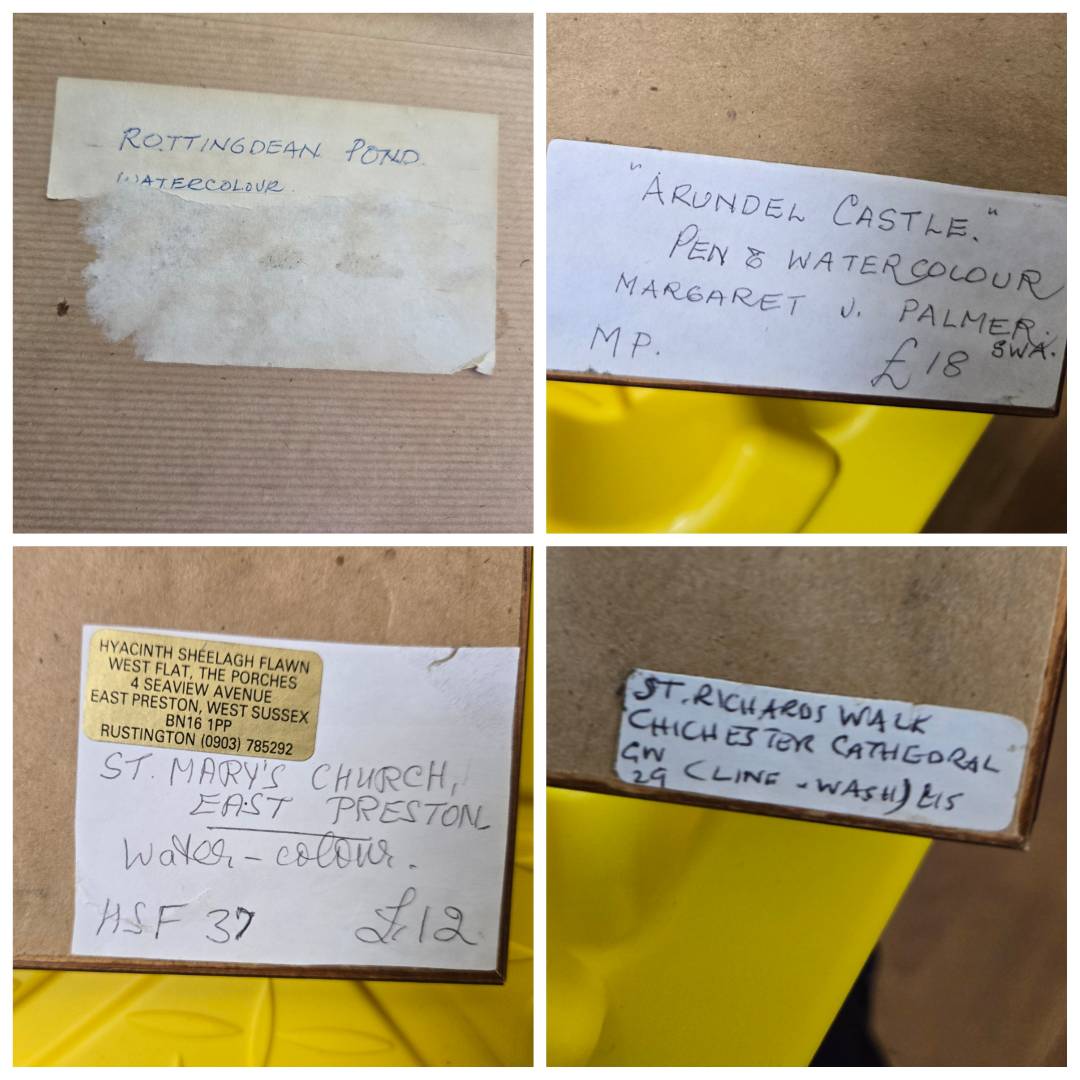 ROTTINGDEAN POND.
WATERCOLOUR.
"ARUNDEL CASTLE."
PEN & WATERCOLOUR
MARGARET J. PALMER.
SWA.
MP.
£18
HYACINTH SHEELAGH FLAWN
WEST FLAT, THE PORCHES
4 SEAVIEW AVENUE
EAST PRESTON, WEST SUSSEX
BN16 1PP
RUSTINGTON (0903) 785292
ST. MARY'S CHURCH,
EAST PRESTON
Water-colour.
HSF 37 £12
ST. RICHARDS WALK
CHICHESTER CATHEDRAL
GW
29 (LINE & WASH) £15